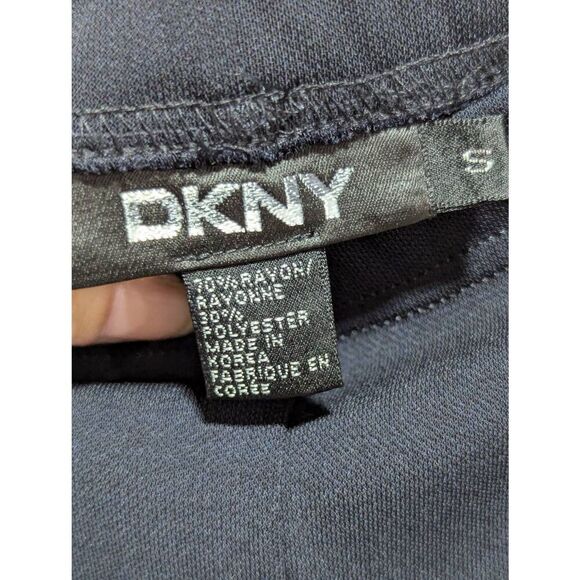 DKNY
S
70% RAYON/
RAYONNE
30%
POLYESTER
MADE IN
KOREA
FABRIQUE EN
COREE